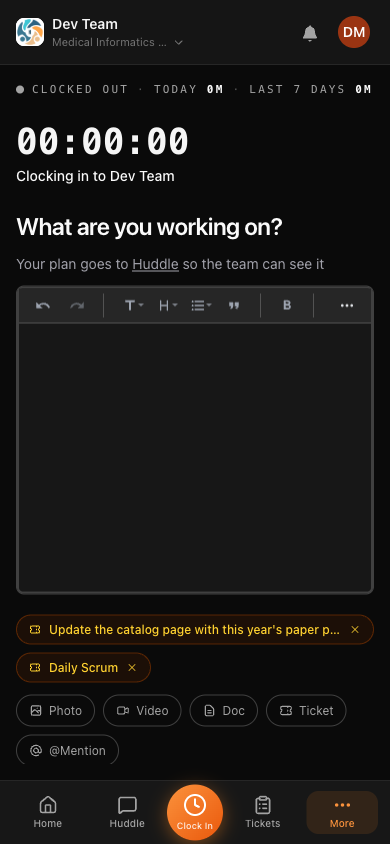 Dev Team
Medical Informatics ...
DM
CLOCKED OUT · TODAY 0M · LAST 7 DAYS 0M
00:00:00
Clocking in to Dev Team
What are you working on?
Your plan goes to Huddle so the team can see it
T H B
Update the catalog page with this year's paper p...
Daily Scrum
Photo Video Doc Ticket
@Mention
Home Huddle Clock In Tickets More